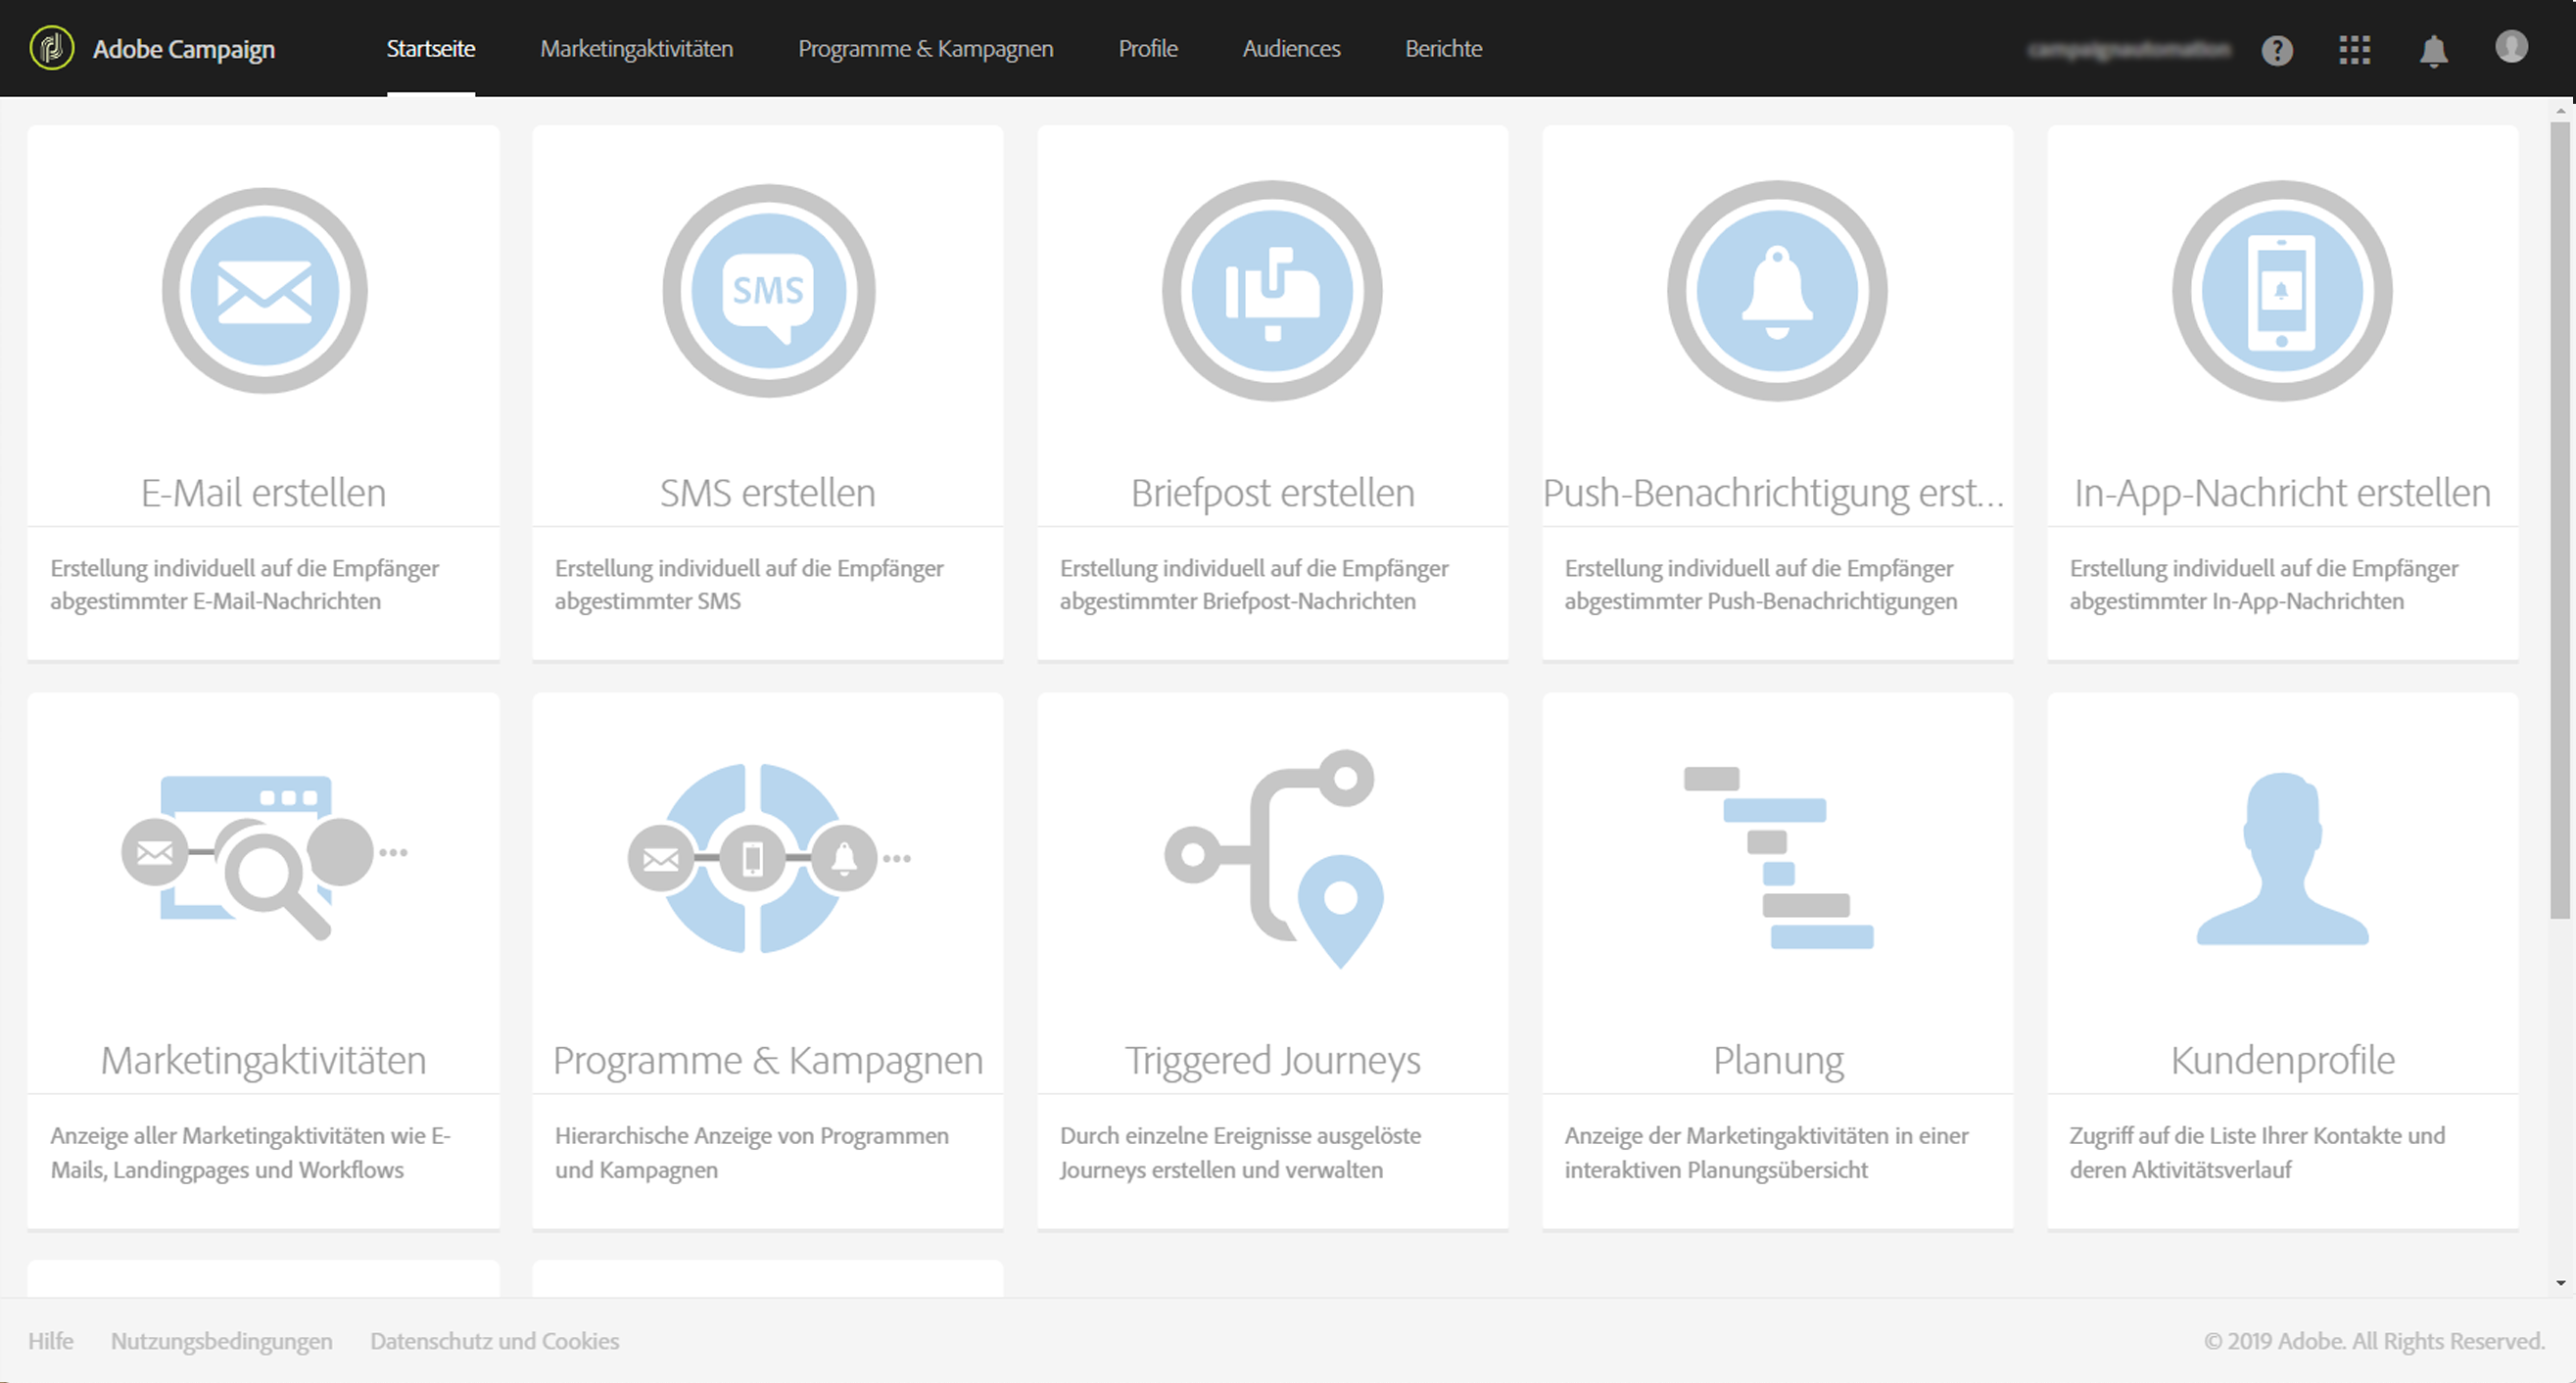 Adobe Campaign
Startseite
Marketingaktivitäten
Programme & Kampagnen
Profile
Audiences
Berichte
SMS
E-Mail erstellen
Erstellung individuell auf die Empfänger
abgestimmter E-Mail-Nachrichten
SMS erstellen
Erstellung individuell auf die Empfänger
abgestimmter SMS
Briefpost erstellen
Erstellung individuell auf die Empfänger
abgestimmter Briefpost-Nachrichten
Push-Benachrichtigung erst...
Erstellung individuell auf die Empfänger
abgestimmter Push-Benachrichtigungen
In-App-Nachricht erstellen
Erstellung individuell auf die Empfänger
abgestimmter In-App-Nachrichten
Marketingaktivitäten
Anzeige aller Marketingaktivitäten wie E-
Mails, Landingpages und Workflows
Programme & Kampagnen
Hierarchische Anzeige von Programmen
und Kampagnen
Triggered Journeys
Durch einzelne Ereignisse ausgelöste
Journeys erstellen und verwalten
Planung
Anzeige der Marketingaktivitäten in einer
interaktiven Planungsübersicht
Kundenprofile
Zugriff auf die Liste Ihrer Kontakte und
deren Aktivitätsverlauf
Hilfe
Nutzungsbedingungen
Datenschutz und Cookies
© 2019 Adobe. All Rights Reserved.